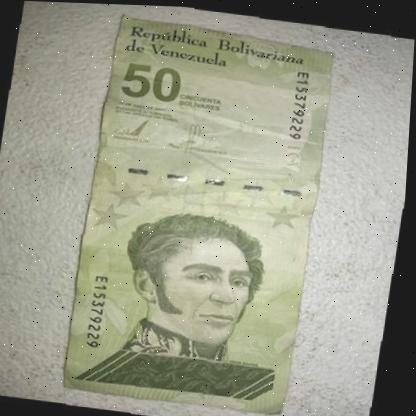 República Bolivariana
de Venezuela
50
CINCUENTA
BOLÍVARES
E15379229
E15379229